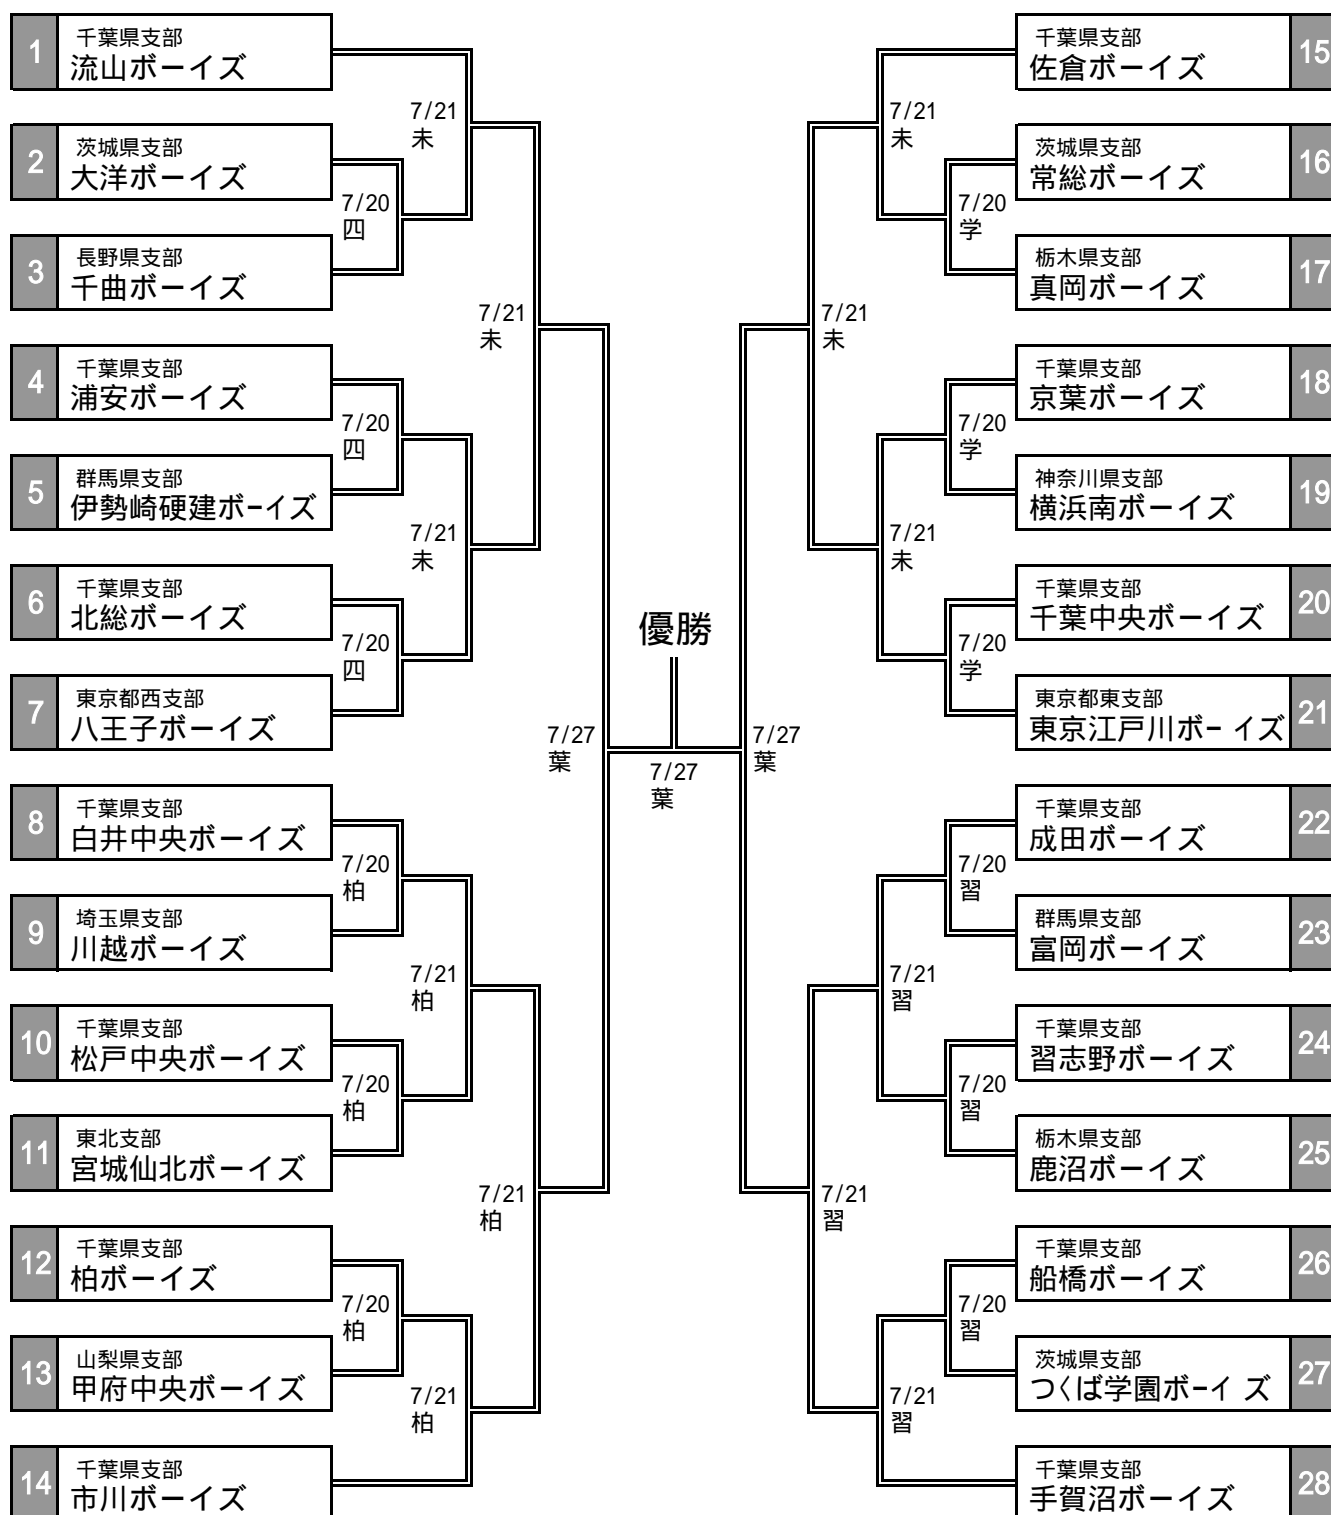 1
千葉県支部
流山ボーイズ
2
茨城県支部
大洋ボーイズ
3
長野県支部
千曲ボーイズ
4
千葉県支部
浦安ボーイズ
5
群馬県支部
伊勢崎硬建ボーイズ
6
千葉県支部
北総ボーイズ
7
東京都西支部
八王子ボーイズ
8
千葉県支部
白井中央ボーイズ
9
埼玉県支部
川越ボーイズ
10
千葉県支部
松戸中央ボーイズ
11
東北支部
宮城仙北ボーイズ
12
千葉県支部
柏ボーイズ
13
山梨県支部
甲府中央ボーイズ
14
千葉県支部
市川ボーイズ
7/20
四
7/20
四
7/20
四
7/20
柏
7/20
柏
7/20
柏
7/21
未
7/21
未
7/21
柏
7/21
柏
7/21
未
7/21
柏
7/27
葉
優勝
7/27
葉
7/27
葉
7/21
未
7/21
習
7/21
未
7/21
未
7/21
習
7/21
習
7/20
学
7/20
学
7/20
学
7/20
習
7/20
習
7/20
習
千葉県支部
佐倉ボーイズ
15
茨城県支部
常総ボーイズ
16
栃木県支部
真岡ボーイズ
17
千葉県支部
京葉ボーイズ
18
神奈川県支部
横浜南ボーイズ
19
千葉県支部
千葉中央ボーイズ
20
東京都東支部
東京江戸川ボーイズ
21
千葉県支部
成田ボーイズ
22
群馬県支部
富岡ボーイズ
23
千葉県支部
習志野ボーイズ
24
栃木県支部
鹿沼ボーイズ
25
千葉県支部
船橋ボーイズ
26
茨城県支部
つくば学園ボーイズ
27
千葉県支部
手賀沼ボーイズ
28